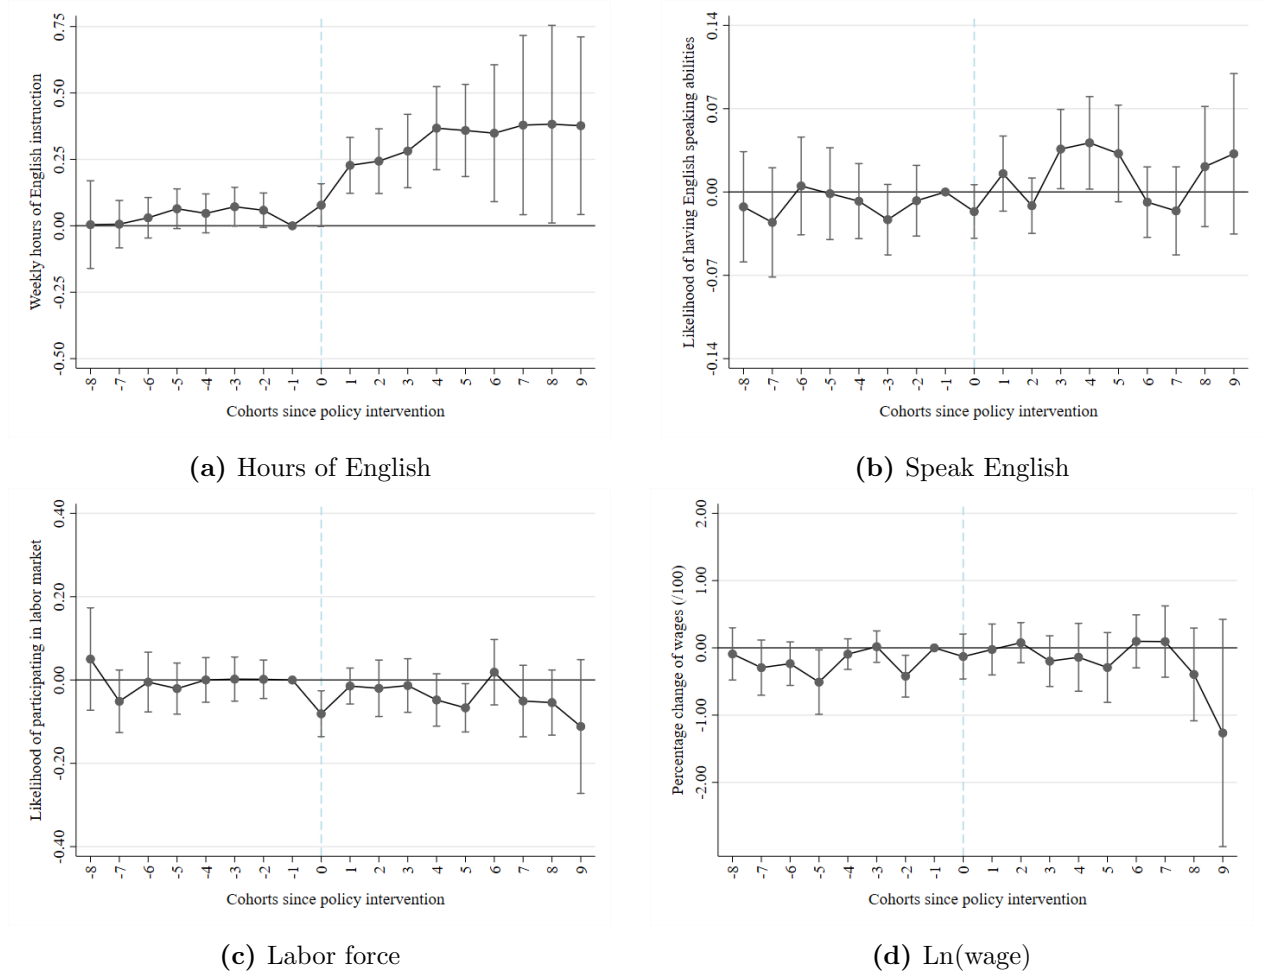 Weekly hours of English instruction
0.75
0.50
0.25
0.00
-0.25
-0.50
-8 -7 -6 -5 -4 -3 -2 -1 0 1 2 3 4 5 6 7 8 9
Cohorts since policy intervention
(a) Hours of English
Likelihood of having English speaking abilities
0.14
0.07
0.00
-0.07
-0.14
-8 -7 -6 -5 -4 -3 -2 -1 0 1 2 3 4 5 6 7 8 9
Cohorts since policy intervention
(b) Speak English
Likelihood of participating in labor market
0.40
0.20
0.00
-0.20
-0.40
-8 -7 -6 -5 -4 -3 -2 -1 0 1 2 3 4 5 6 7 8 9
Cohorts since policy intervention
(c) Labor force
Percentage change of wages (/100)
2.00
1.00
0.00
-1.00
-2.00
-8 -7 -6 -5 -4 -3 -2 -1 0 1 2 3 4 5 6 7 8 9
Cohorts since policy intervention
(d) Ln(wage)